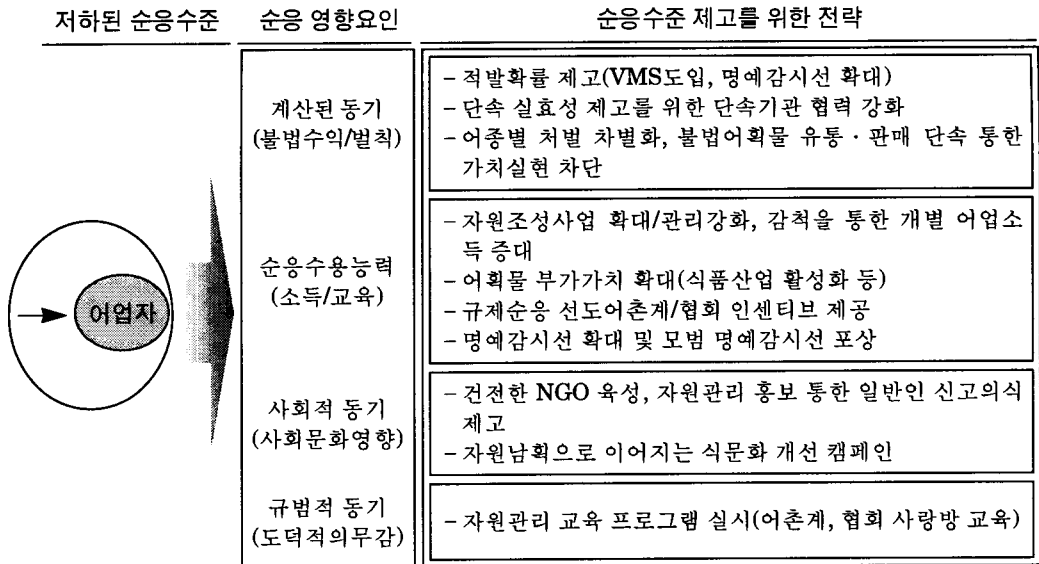 저하된 순응수준 순응 영향요인 순응수준 제고를 위한 전략
계산된 동기
(불법수익/벌칙)
– 적발확률 제고(VMS도입, 명예감시선 확대)
– 단속 실효성 제고를 위한 단속기관 협력 강화
– 어종별 처벌 차별화, 불법어획물 유통 · 판매 단속 통한
가치실현 차단
어업자
순응수용능력
(소득/교육)
– 자원조성사업 확대/관리강화, 감척을 통한 개별 어업소
득 증대
– 어획물 부가가치 확대(식품산업 활성화 등)
– 규제순응 선도어촌계/협회 인센티브 제공
– 명예감시선 확대 및 모범 명예감시선 포상
사회적 동기
(사회문화영향)
– 건전한 NGO 육성, 자원관리 홍보 통한 일반인 신고의식
제고
– 자원남획으로 이어지는 식문화 개선 캠페인
규범적 동기
(도덕적의무감)
– 자원관리 교육 프로그램 실시(어촌계, 협회 사랑방 교육)